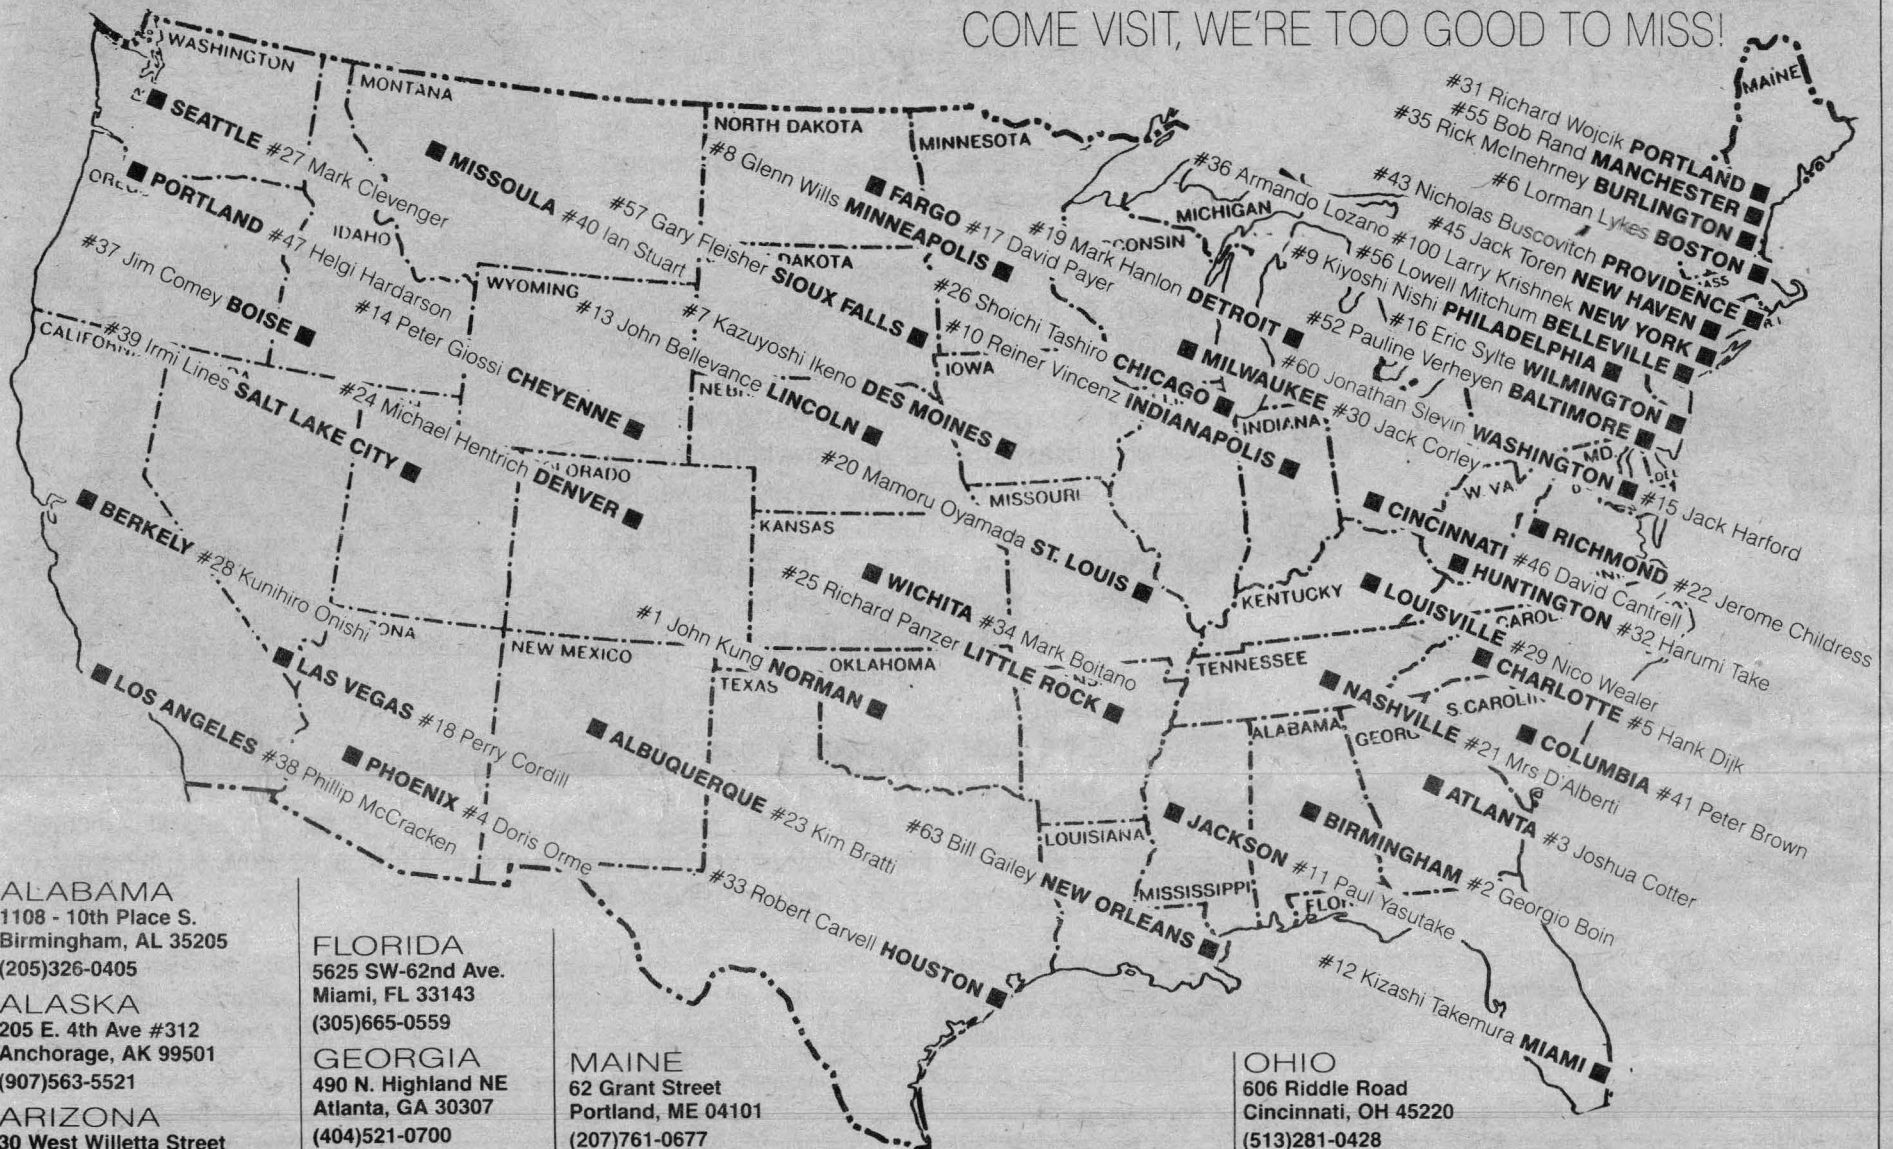 COME VISIT, WE'RE TOO GOOD TO MISS!
WASHINGTON
MONTANA
NORTH DAKOTA
MINNESOTA
MAINE
#31 Richard Wojcik PORTLAND
#55 Bob Rand MANCHESTER
#35 Rick McInehrney BURLINGTON
#6 Lorman Lykes BOSTON
#43 Nicholas Buscovitch PROVIDENCE
#45 Jack Toren NEW HAVEN
#36 Armando Lozano #100 Larry Krishnek NEW YORK
#56 Lowell Mitchum BELLEVILLE
#9 Kiyoshi Nishi PHILADELPHIA
#16 Eric Sylte WILMINGTON
#52 Pauline Verheyen BALTIMORE
#60 Jonathan Slevin WASHINGTON #15 Jack Harford
SEATTLE #27 Mark Clevenger
PORTLAND #47 Helgi Hardarson
MISSOULA #40 Ian Stuart
FARGO #17 David Payer
#8 Glenn Wills MINNEAPOLIS
#57 Gary Fleisher SIOUX FALLS
#19 Mark Hanlon DETROIT
MILWAUKEE #30 Jack Corley
MICHIGAN
CONSIN
IDAHO
DAKOTA
WYOMING
IOWA
INDIANA
#37 Jim Comey BOISE
#14 Peter Giossi CHEYENNE
#13 John Bellevance LINCOLN
#7 Kazuyoshi Ikeno DES MOINES
#26 Shoichi Tashiro CHICAGO
#10 Reiner Vincenz INDIANAPOLIS
#39 Irmi Lines SALT LAKE CITY
#24 Michael Hentrich DENVER
#20 Mamoru Oyamada ST. LOUIS
MISSOURI
KANSAS
MD.
W. VA.
BERKELY #28 Kunihiro Onishi
CINCINNATI #46 David Cantrell
RICHMOND #22 Jerome Childress
HUNTINGTON #32 Harumi Take
LOUISVILLE #29 Nico Wealer
KENTUCKY
WICHITA #34 Mark Boitano
#25 Richard Panzer LITTLE ROCK
#1 John Kung NORMAN
NEW MEXICO
OKLAHOMA
TEXAS
TENNESSEE
CHARLOTTE #5 Hank Dijk
NASHVILLE #21 Mrs D'Alberti
COLUMBIA #41 Peter Brown
LOS ANGELES #38 Phillip McCracken
LAS VEGAS #18 Perry Cordill
PHOENIX #4 Doris Orme
ALBUQUERQUE #23 Kim Bratti
ALABAMA
ATLANTA #3 Joshua Cotter
BIRMINGHAM #2 Georgio Boin
JACKSON #11 Paul Yasutake
LOUISIANA
MISSISSIPPI
#63 Bill Gailey NEW ORLEANS
#33 Robert Carvell HOUSTON
#12 Kizashi Takemura MIAMI
ALABAMA
1108 - 10th Place S.
Birmingham, AL 35205
(205)326-0405
ALASKA
205 E. 4th Ave #312
Anchorage, AK 99501
(907)563-5521
ARIZONA
30 West Willetta Street
FLORIDA
5625 SW-62nd Ave.
Miami, FL 33143
(305)665-0559
GEORGIA
490 N. Highland NE
Atlanta, GA 30307
(404)521-0700
MAINE
62 Grant Street
Portland, ME 04101
(207)761-0677
OHIO
606 Riddle Road
Cincinnati, OH 45220
(513)281-0428